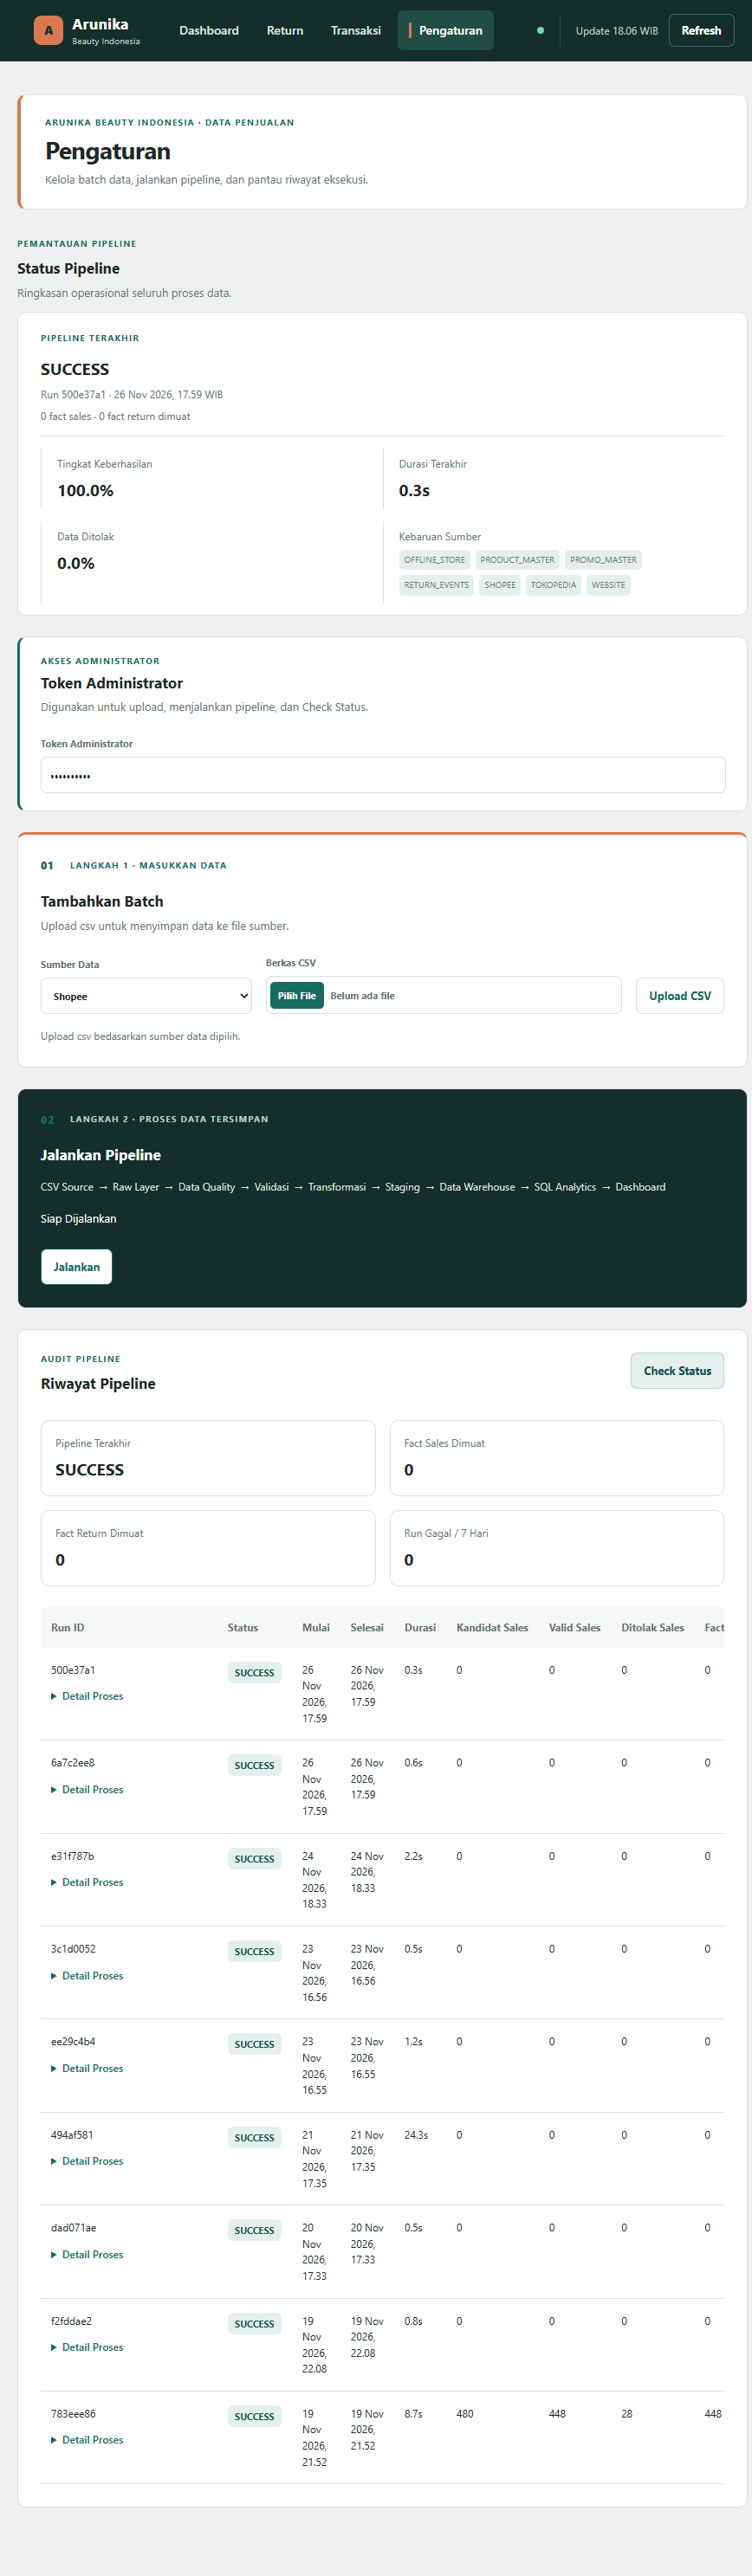 A
Arunika
Beauty Indonesia
Dashboard
Return
Transaksi
Pengaturan
Update 18.06 WIB
Refresh
ARUNIKA BEAUTY INDONESIA • DATA PENJUALAN
Pengaturan
Kelola batch data, jalankan pipeline, dan pantau riwayat eksekusi.
PEMANTAUAN PIPELINE
Status Pipeline
Ringkasan operasional seluruh proses data.
PIPELINE TERAKHIR
SUCCESS
Run 500e37a1 · 26 Nov 2026, 17.59 WIB
0 fact sales · 0 fact return dimuat
Tingkat Keberhasilan
100.0%
Durasi Terakhir
0.3s
Data Ditolak
0.0%
Kebaruan Sumber
OFFLINE_STORE PRODUCT_MASTER PROMO_MASTER
RETURN_EVENTS SHOPEE TOKOPEDIA WEBSITE
AKSES ADMINISTRATOR
Token Administrator
Digunakan untuk upload, menjalankan pipeline, dan Check Status.
Token Administrator
••••••••••
01 LANGKAH 1 • MASUKKAN DATA
Tambahkan Batch
Upload csv untuk menyimpan data ke file sumber.
Sumber Data
Shopee
Berkas CSV
Pilih File Belum ada file
Upload CSV
Upload csv bedasarkan sumber data dipilih.
02 LANGKAH 2 • PROSES DATA TERSIMPAN
Jalankan Pipeline
CSV Source → Raw Layer → Data Quality → Validasi → Transformasi → Staging → Data Warehouse → SQL Analytics → Dashboard
Siap Dijalankan
Jalankan
AUDIT PIPELINE
Riwayat Pipeline
Check Status
Pipeline Terakhir
SUCCESS
Fact Sales Dimuat
0
Fact Return Dimuat
0
Run Gagal / 7 Hari
0
Run ID Status Mulai Selesai Durasi Kandidat Sales Valid Sales Ditolak Sales Fact
500e37a1 SUCCESS 26 26 Nov 0.3s 0 0 0 0
Nov 2026,
▶ Detail Proses 2026, 17.59
17.59
6a7c2ee8 SUCCESS 26 26 Nov 0.6s 0 0 0 0
Nov 2026,
▶ Detail Proses 2026, 17.59
17.59
e31f787b SUCCESS 24 24 Nov 2.2s 0 0 0 0
Nov 2026,
▶ Detail Proses 2026, 18.33
18.33
3c1d0052 SUCCESS 23 23 Nov 0.5s 0 0 0 0
Nov 2026,
▶ Detail Proses 2026, 16.56
16.56
ee29c4b4 SUCCESS 23 23 Nov 1.2s 0 0 0 0
Nov 2026,
▶ Detail Proses 2026, 16.55
16.55
494af581 SUCCESS 21 21 Nov 24.3s 0 0 0 0
Nov 2026,
▶ Detail Proses 2026, 17.35
17.35
dad071ae SUCCESS 20 20 Nov 0.5s 0 0 0 0
Nov 2026,
▶ Detail Proses 2026, 17.33
17.33
f2fddae2 SUCCESS 19 19 Nov 0.8s 0 0 0 0
Nov 2026,
▶ Detail Proses 2026, 22.08
22.08
783eee86 SUCCESS 19 19 Nov 8.7s 480 448 28 448
Nov 2026,
▶ Detail Proses 2026, 21.52
21.52